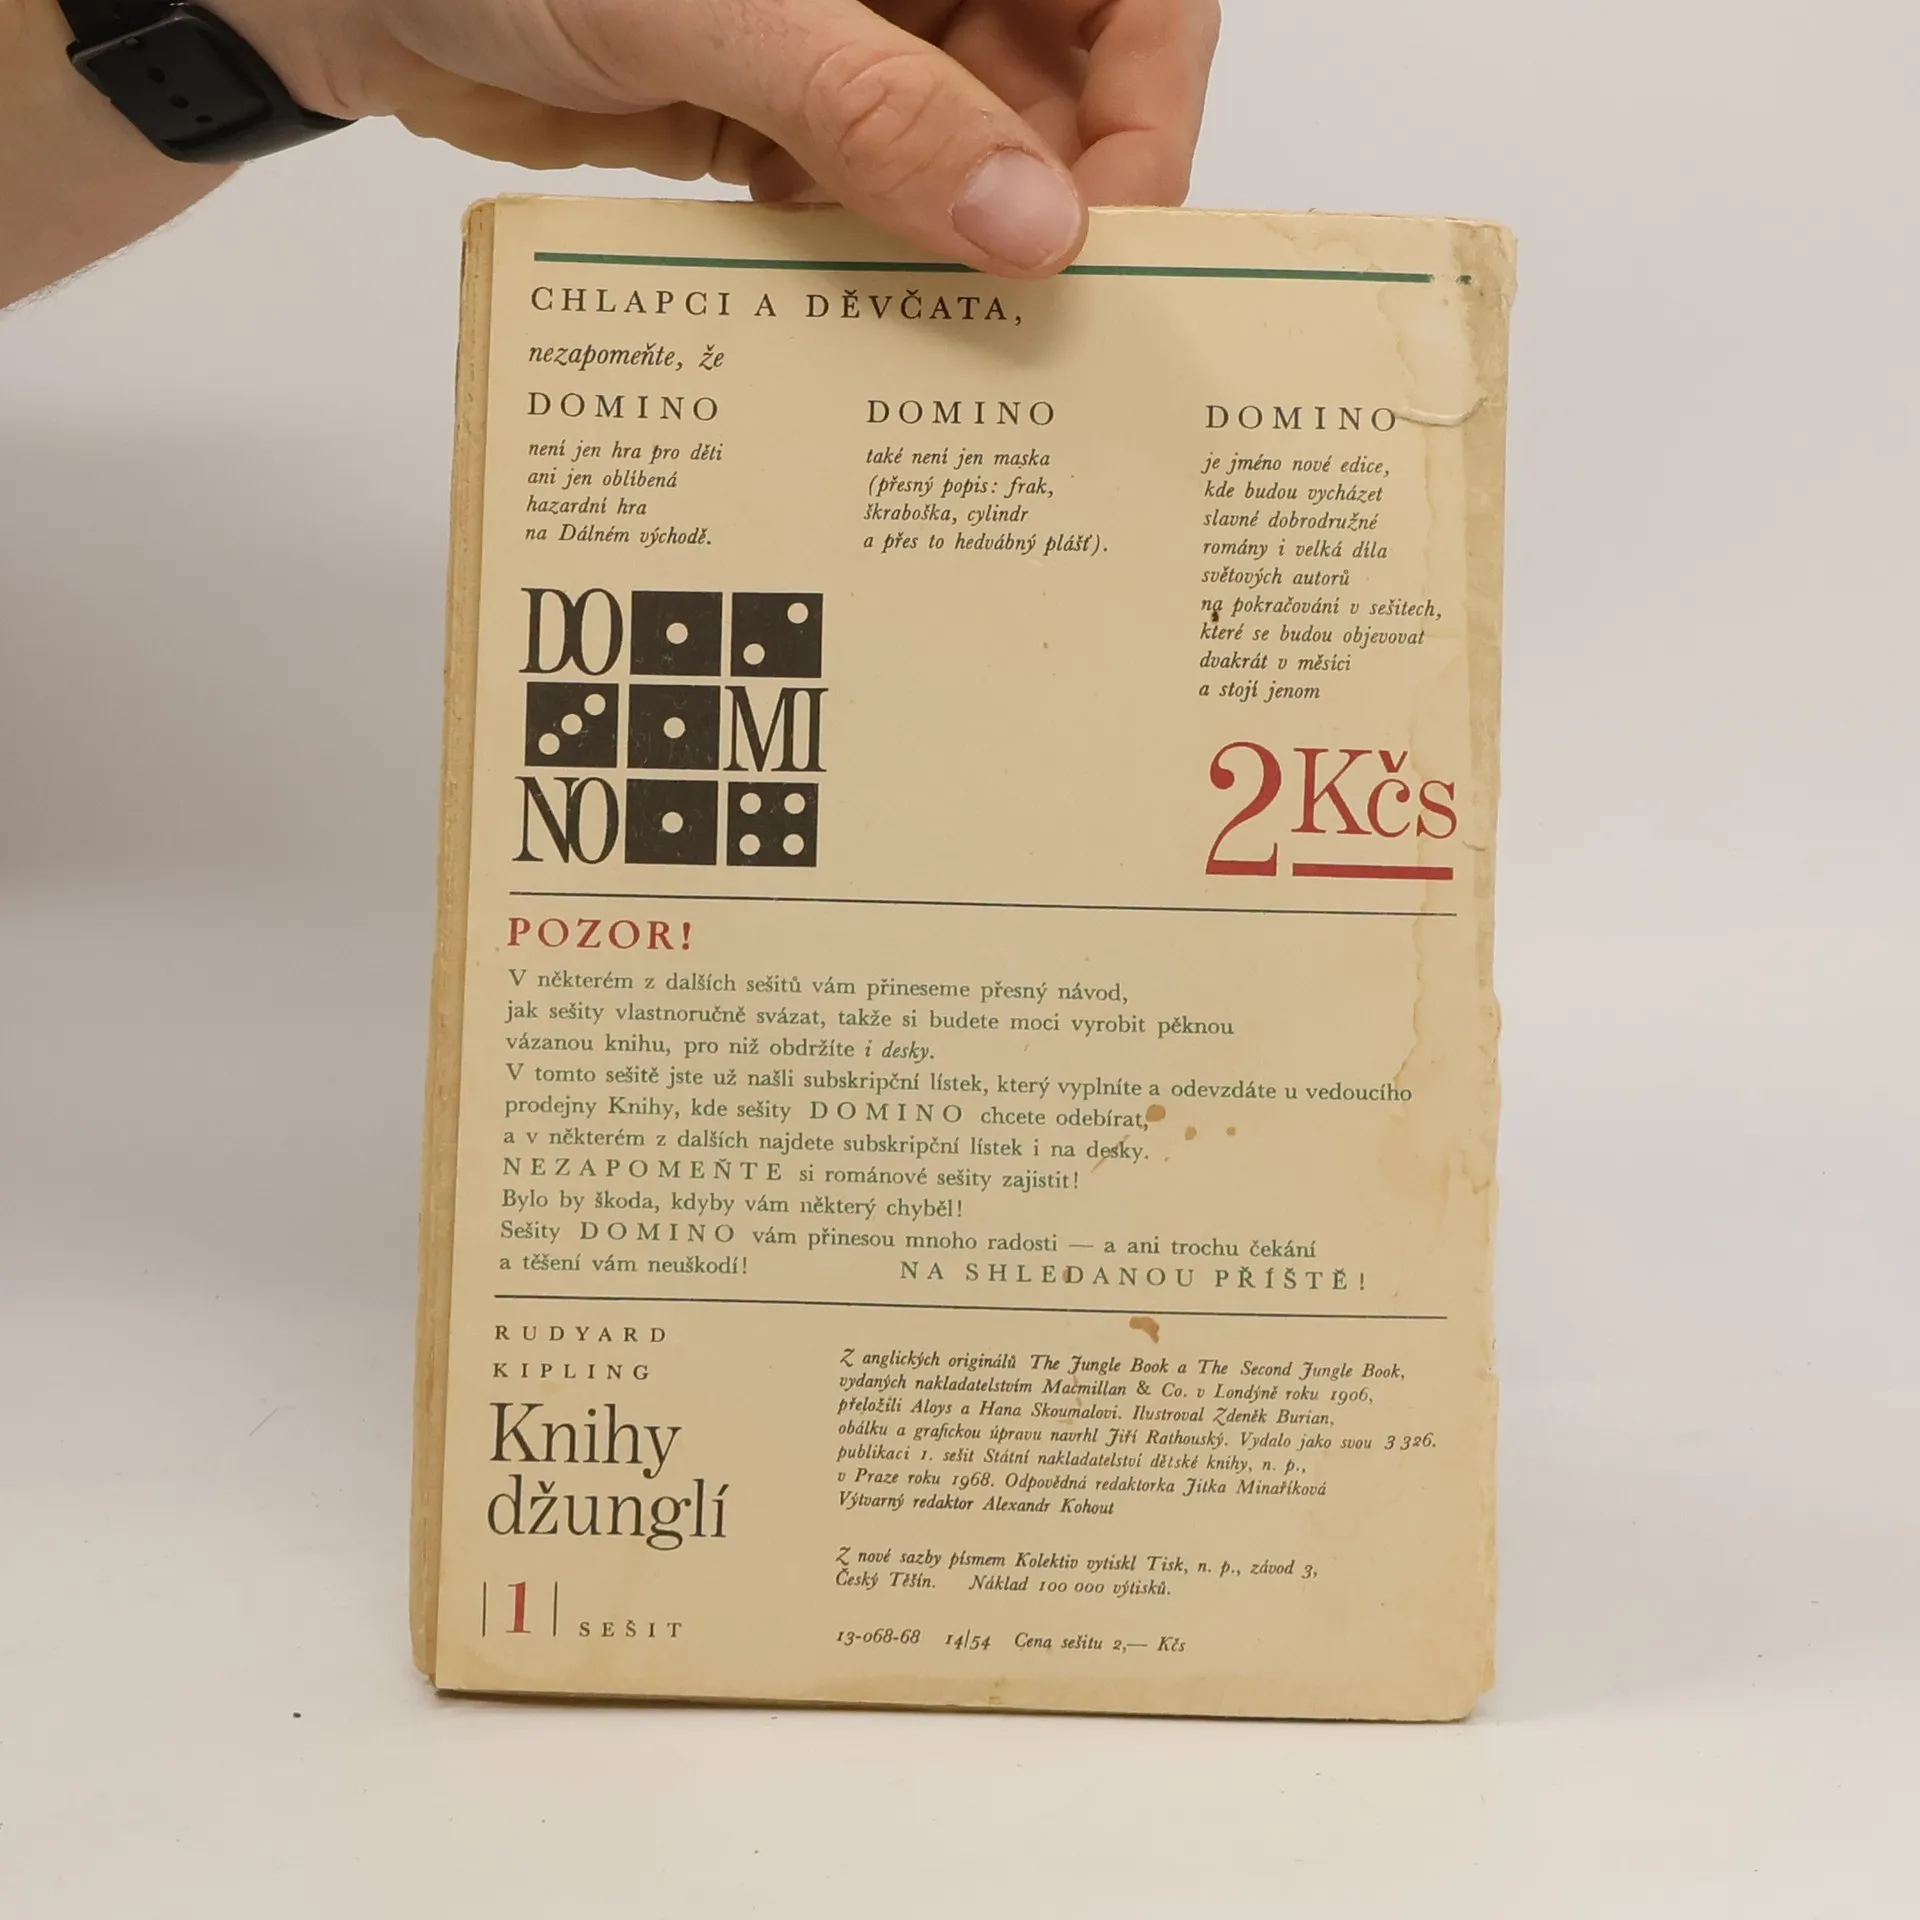 CHLAPCI A DĚVČATA,
nezapomeňte, že
DOMINO
není jen hra pro děti
ani jen oblíbená
hazardní hra
na Dálném východě.
DOMINO
také není jen maska
(přesný popis: frak,
škraboška, cylindr
a přes to hedvábný plášť).
DOMINO
je jméno nové edice,
kde budou vycházet
slavné dobrodružné
romány i velká díla
světových autorů
na pokračování v sešitech,
které se budou objevovat
dvakrát v měsíci
a stojí jenom
DO
MI
NO
2 Kčs
POZOR!
V některém z dalších sešitů vám přineseme přesný návod,
jak sešity vlastnoručně svázat, takže si budete moci vyrobit pěknou
vázanou knihu, pro niž obdržíte i desky.
V tomto sešitě jste už našli subskripční lístek, který vyplníte a odevzdáte u vedoucího
prodejny Knihy, kde sešity DOMINO chcete odebírat,
a v některém z dalších najdete subskripční lístek i na desky.
NEZAPOMEŇTE si románové sešity zajistit!
Bylo by škoda, kdyby vám některý chyběl!
Sešity DOMINO vám přinesou mnoho radosti — a ani trochu čekání
a těšení vám neuškodí! NA SHLEDANOU PŘÍŠTĚ!
RUDYARD
KIPLING
Knihy
džunglí
|1| SEŠIT
Z anglických originálů The Jungle Book a The Second Jungle Book,
vydaných nakladatelstvím Macmillan & Co. v Londýně roku 1906,
přeložili Aloys a Hana Skoumalovi. Ilustroval Zdeněk Burian,
obálku a grafickou úpravu navrhl Jiří Rathouský. Vydalo jako svou 3 326.
publikaci 1. sešit Státní nakladatelství dětské knihy, n. p.,
v Praze roku 1968. Odpovědná redaktorka Jitka Minaříková
Výtvarný redaktor Alexandr Kohout
Z nové sazby písmem Kolektiv vytiskl Tisk, n. p., závod 3,
Český Těšín. Náklad 100 000 výtisků.
13-068-68 14/54 Cena sešitu 2,— Kčs